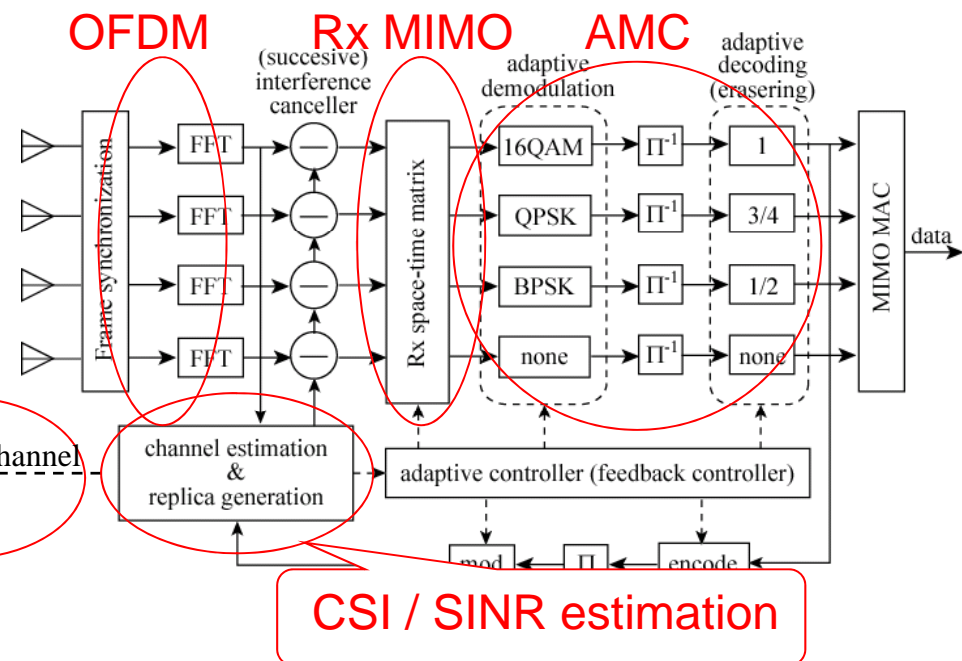 OFDM
Rx MIMO
AMC
(succesive)
interference
canceller
adaptive
demodulation
adaptive
decoding
(erasering)
Frame synchronization
FFT
FFT
FFT
FFT
Rx space-time matrix
16QAM
QPSK
BPSK
none
Π-1
Π-1
Π-1
Π-1
1
3/4
1/2
none
MIMO MAC
data
channel estimation
&
replica generation
adaptive controller (feedback controller)
mod
Π
encode
CSI / SINR estimation